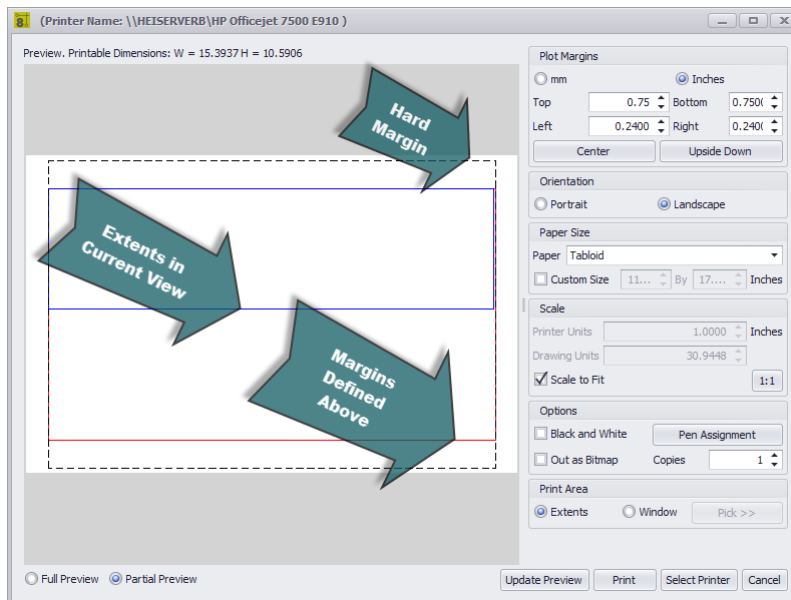 (Printer Name: \\HEISERVERB\HP Officejet 7500 E910 )
Preview. Printable Dimensions: W = 15.3937 H = 10.5906
Hard
Margin
Extents in
Current View
Margins
Defined
Above
Full Preview Partial Preview
Plot Margins
mm Inches
Top 0.75 Bottom 0.750(
Left 0.2400 Right 0.240(
Center Upside Down
Orientation
Portrait Landscape
Paper Size
Paper Tabloid
Custom Size 11... By 17.... Inches
Scale
Printer Units 1.0000 Inches
Drawing Units 30.9448
Scale to Fit 1:1
Options
Black and White Pen Assignment
Out as Bitmap Copies 1
Print Area
Extents Window Pick >>
Update Preview Print Select Printer Cancel